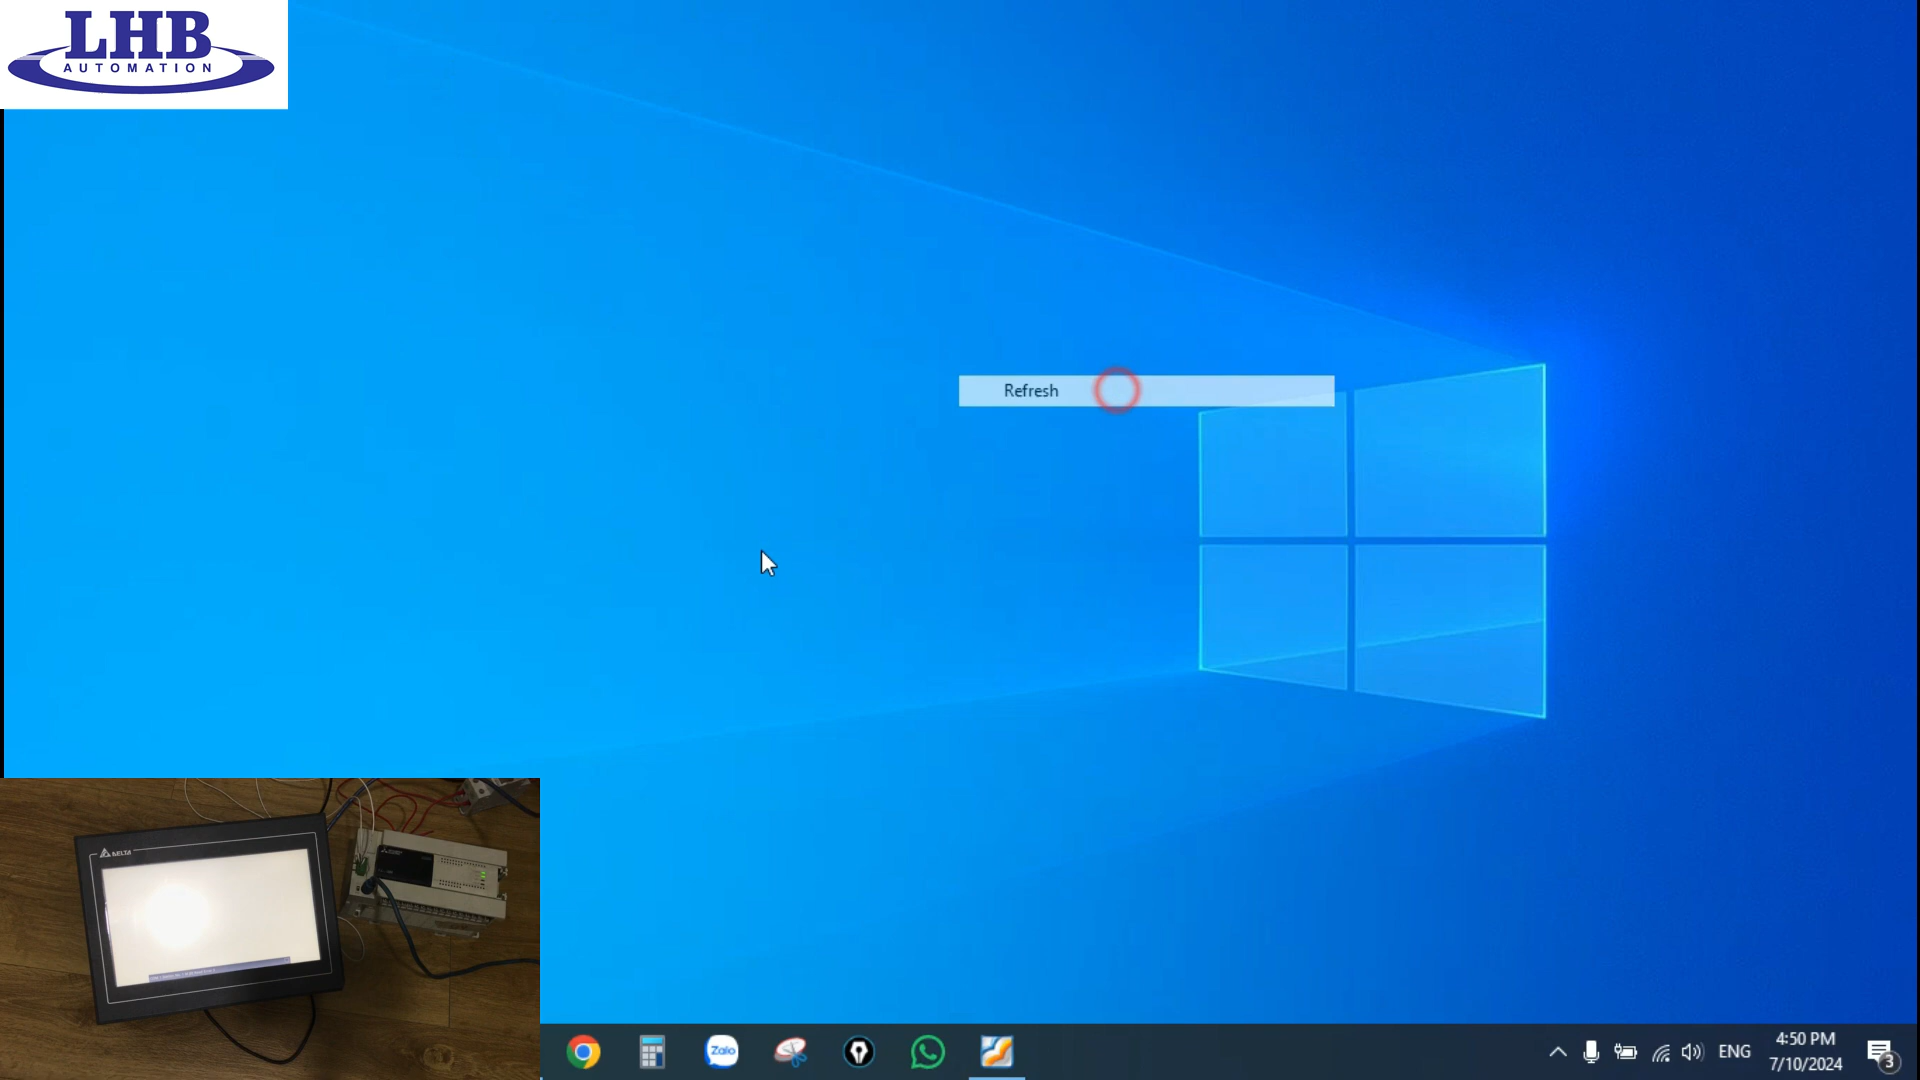 LHB
AUTOMATION
Refresh
DELTA
Zalo
ENG
4:50 PM
7/10/2024
3